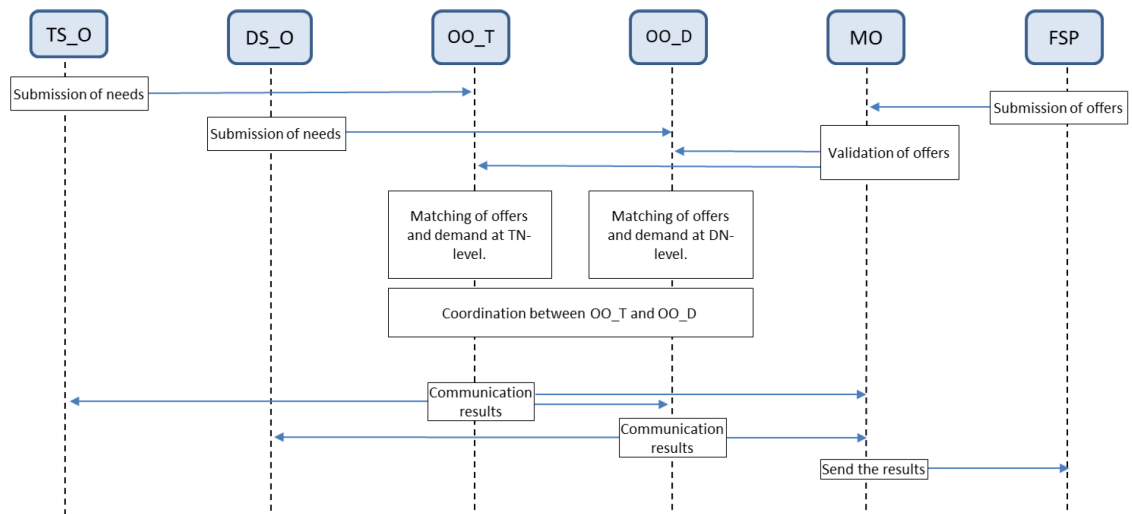 TS_O
DS_O
OO_T
OO_D
MO
FSP
Submission of needs
Submission of offers
Submission of needs
Validation of offers
Matching of offers
and demand at TN-
level.
Matching of offers
and demand at DN-
level.
Coordination between OO_T and OO_D
Communication
results
Communication
results
Send the results